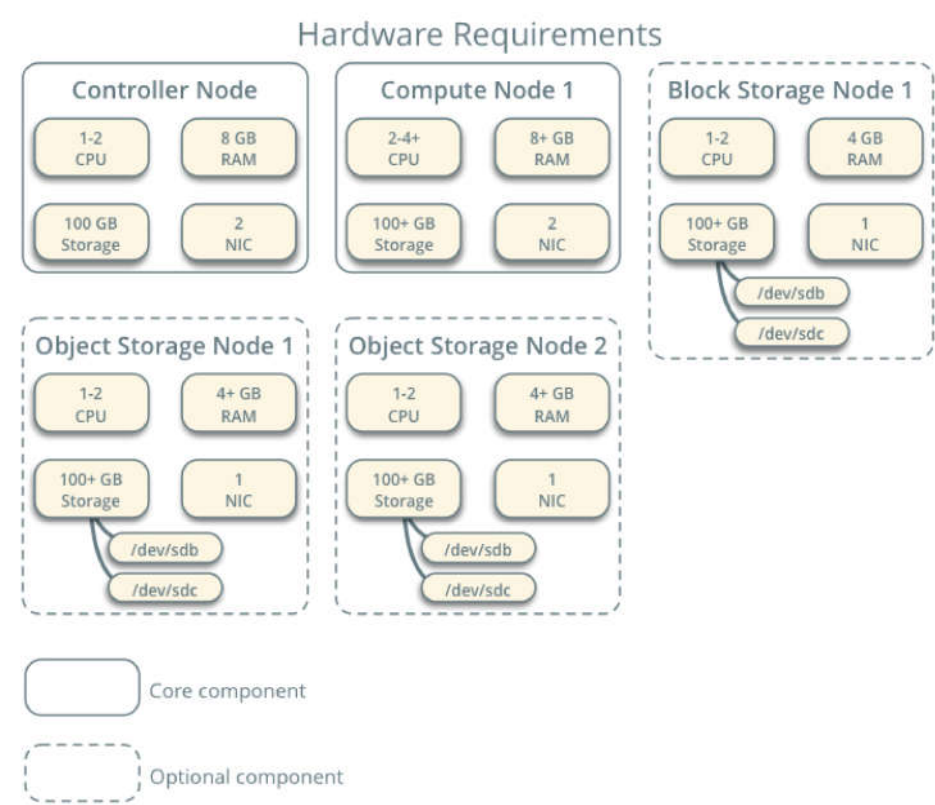 Hardware Requirements
Controller Node
1-2
CPU
8 GB
RAM
100 GB
Storage
2
NIC
Compute Node 1
2-4+
CPU
8+ GB
RAM
100+ GB
Storage
2
NIC
Block Storage Node 1
1-2
CPU
4 GB
RAM
100+ GB
Storage
1
NIC
/dev/sdb
/dev/sdc
Object Storage Node 1
1-2
CPU
4+ GB
RAM
100+ GB
Storage
1
NIC
/dev/sdb
/dev/sdc
Object Storage Node 2
1-2
CPU
4+ GB
RAM
100+ GB
Storage
1
NIC
/dev/sdb
/dev/sdc
Core component
Optional component